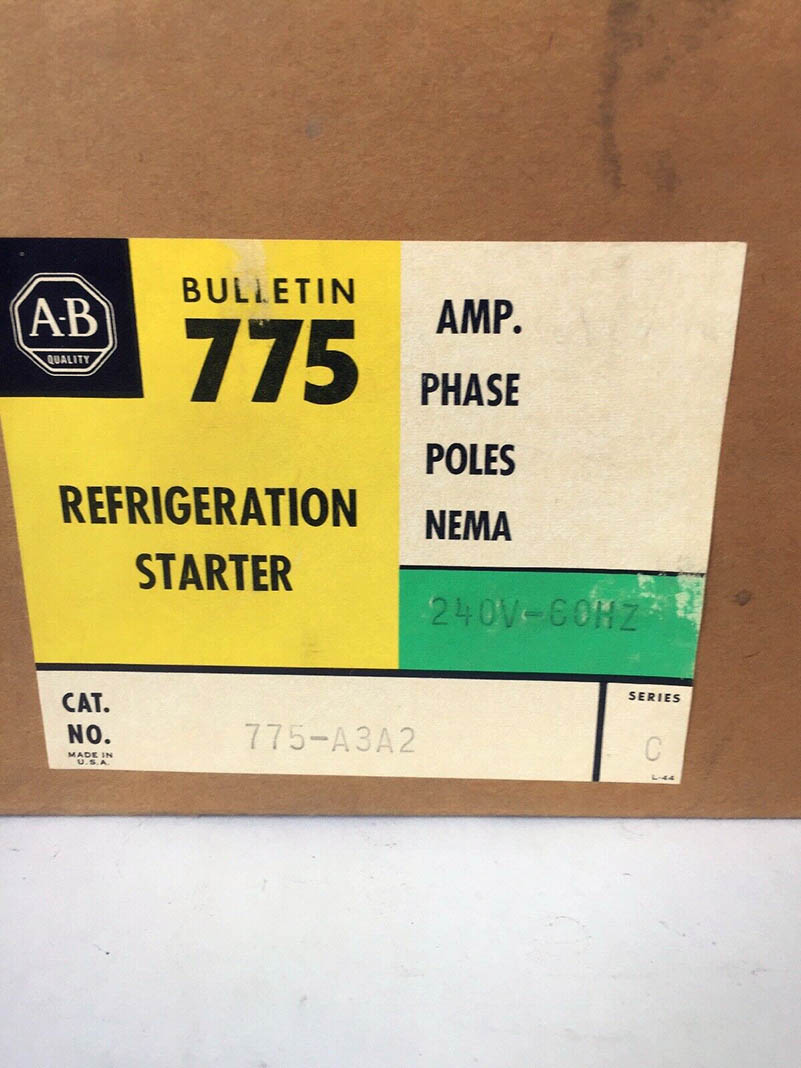 A-B
QUALITY
BULLETIN
775
REFRIGERATION
STARTER
AMP.
PHASE
POLES
NEMA
240V-60HZ
CAT.
NO.
MADE IN
U.S.A.
775-A3A2
SERIES
C
L-44